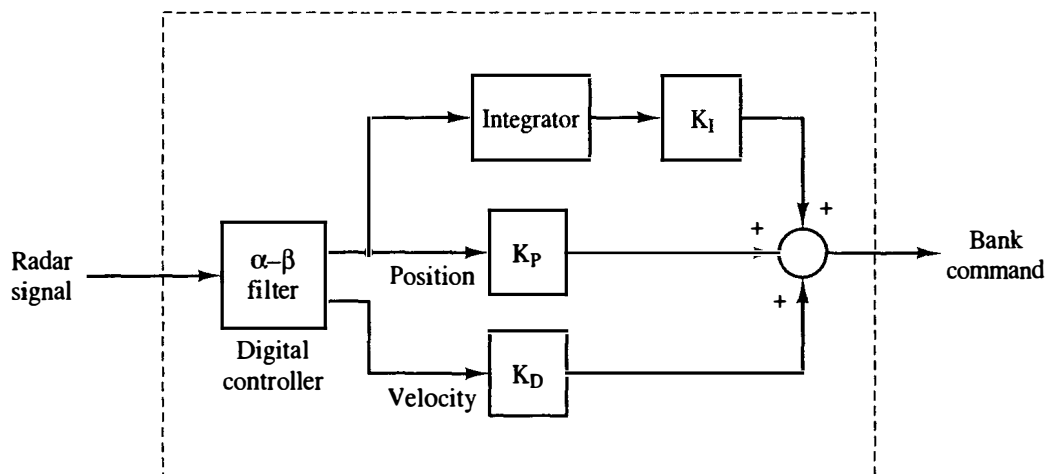 Integrator
K_I
+
+
Radar
signal
α–β
filter
Position
K_P
Bank
command
+
Digital
controller
Velocity
K_D